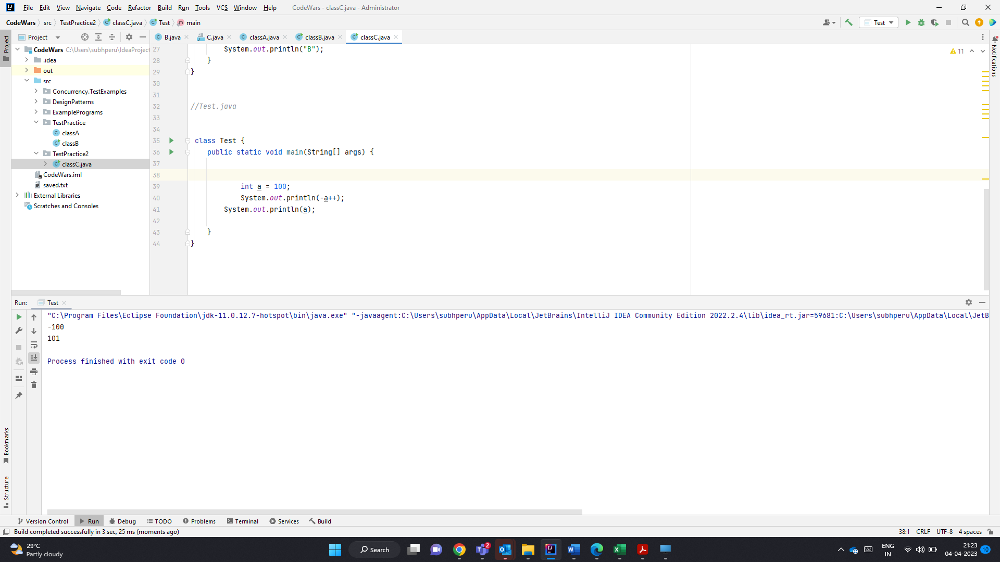 File Edit View Navigate Code Refactor Build Run Tools VCS Window Help CodeWars - classC.java - Administrator
CodeWars src TestPractice2 classC.java Test main
Test
Project
B.java C.java classA.java classB.java classC.java
Project
CodeWars C:\Users\subhperu\IdeaProject
.idea
out
src
Concurrency.TestExamples
DesignPatterns
ExamplePrograms
TestPractice
classA
classB
TestPractice2
classC.java
CodeWars.iml
saved.txt
External Libraries
Scratches and Consoles
27 System.out.println("B");
28 }
29 }
30
31
32 //Test.java
33
34
35 class Test {
36 public static void main(String[] args) {
37
38
39 int a = 100;
40 System.out.println(-a++);
41 System.out.println(a);
42
43 }
44 }
11
Notifications
Run: Test
"C:\Program Files\Eclipse Foundation\jdk-11.0.12.7-hotspot\bin\java.exe" "-javaagent:C:\Users\subhperu\AppData\Local\JetBrains\IntelliJ IDEA Community Edition 2022.2.4\lib\idea_rt.jar=59681:C:\Users\subhperu\AppData\Local\JetB
-100
101
Process finished with exit code 0
Bookmarks
Structure
Version Control Run Debug TODO Problems Terminal Services Build
Build completed successfully in 3 sec, 25 ms (moments ago)
38:1 CRLF UTF-8 4 spaces
29°C
Partly cloudy
Search
2
ENG
IN
21:23
04-04-2023
10